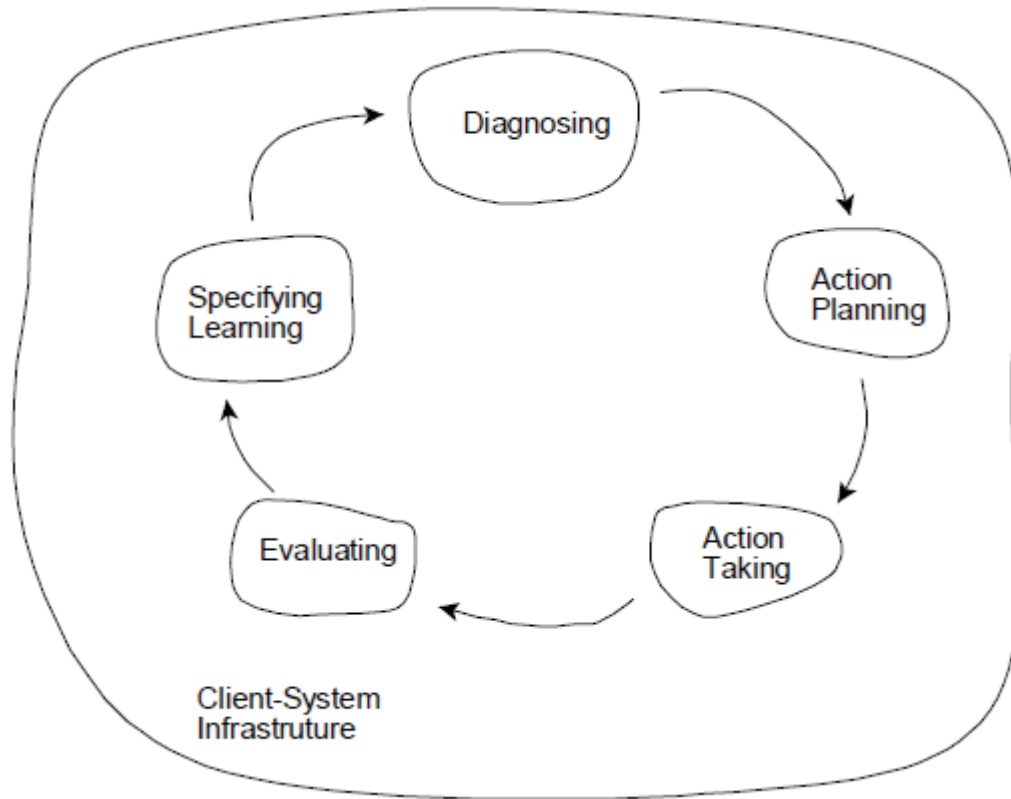 Diagnosing
Action
Planning
Action
Taking
Evaluating
Specifying
Learning
Client-System
Infrastruture